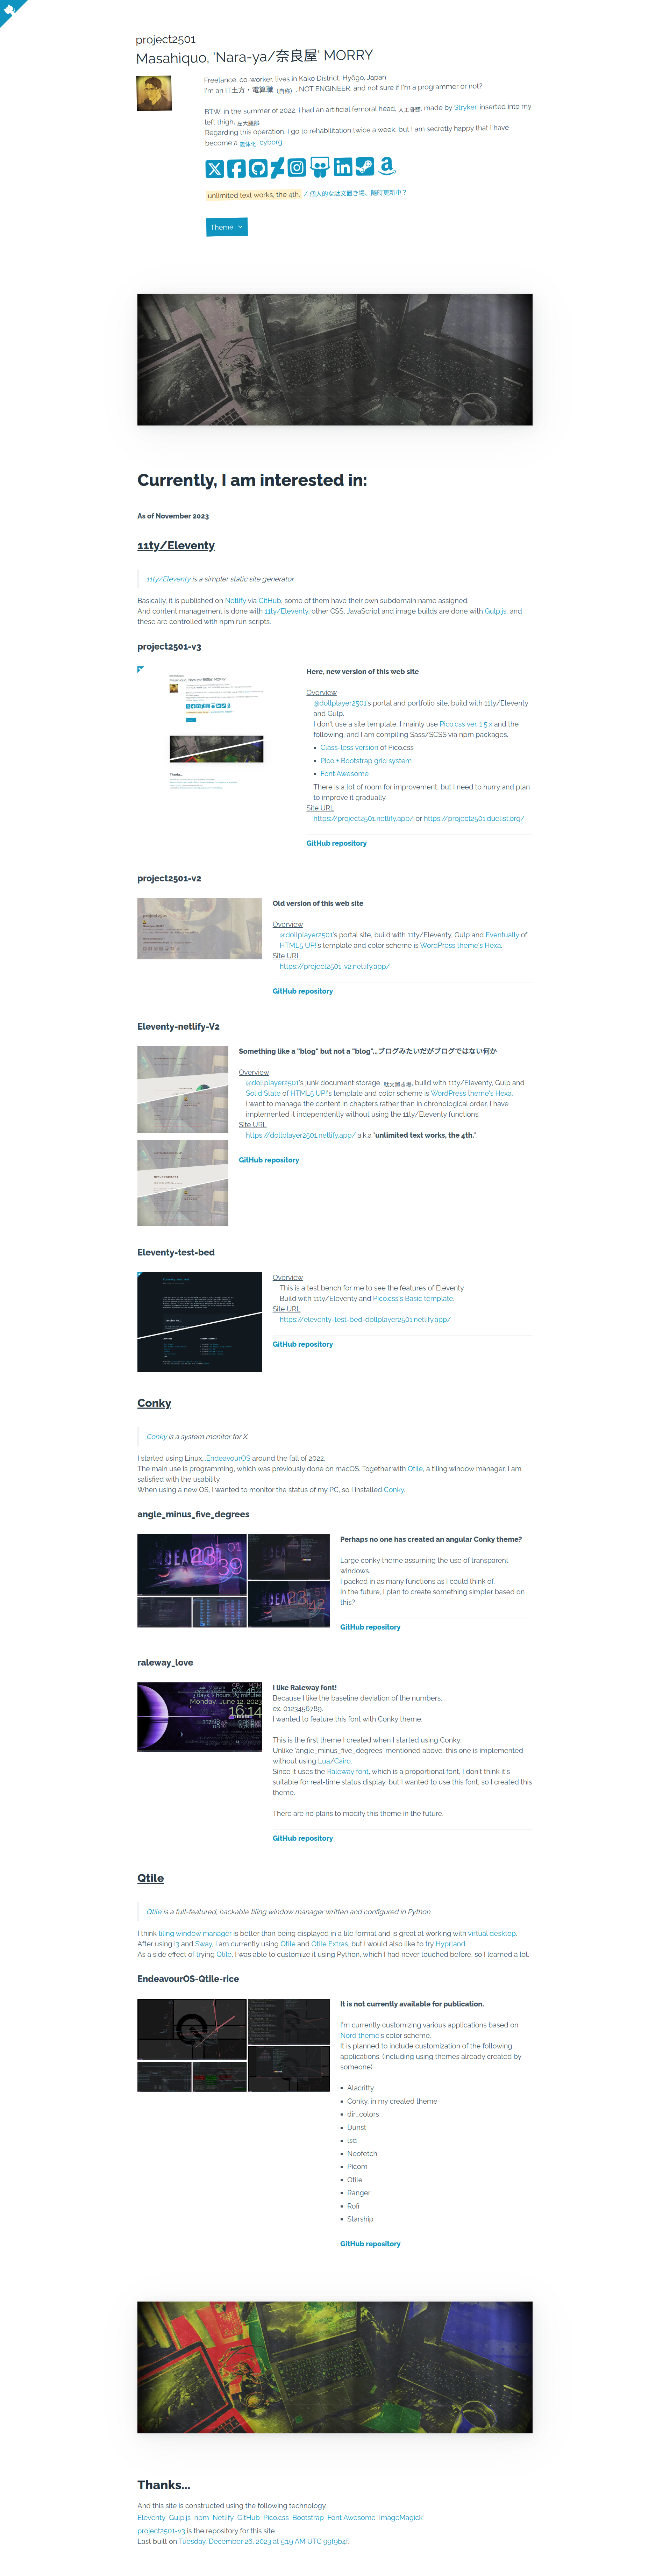 project2501
Masahiquo, 'Nara-ya/奈良屋' MORRY
Freelance, co-worker, lives in Kako District, Hyōgo, Japan.
I'm an IT土方・電算職（自称）. NOT ENGINEER, and not sure if I'm a programmer or not?
BTW, in the summer of 2022, I had an artificial femoral head, 人工骨頭, made by Stryker, inserted into my
left thigh, 左大腿部.
Regarding this operation, I go to rehabilitation twice a week, but I am secretly happy that I have
become a 義体化, cyborg.
unlimited text works, the 4th. / 個人的な駄文置き場、随時更新中？
Theme
Currently, I am interested in:
As of November 2023
11ty/Eleventy
11ty/Eleventy is a simpler static site generator.
Basically, it is published on Netlify via GitHub, some of them have their own subdomain name assigned.
And content management is done with 11ty/Eleventy, other CSS, JavaScript and image builds are done with Gulp.js, and
these are controlled with npm run scripts.
project2501-v3
Here, new version of this web site
Overview
@dollplayer2501's portal and portfolio site, build with 11ty/Eleventy
and Gulp.
I don't use a site template, I mainly use Pico.css ver. 1.5.x and the
following, and I am compiling Sass/SCSS via npm packages.
• Class-less version of Pico.css
• Pico + Bootstrap grid system
• Font Awesome
There is a lot of room for improvement, but I need to hurry and plan
to improve it gradually.
Site URL
https://project2501.netlify.app/ or https://project2501.duelist.org/
GitHub repository
project2501-v2
Old version of this web site
Overview
@dollplayer2501's portal site, build with 11ty/Eleventy, Gulp and Eventually of
HTML5 UP!'s template and color scheme is WordPress theme's Hexa.
Site URL
https://project2501-v2.netlify.app/
GitHub repository
Eleventy-netlify-V2
Something like a "blog" but not a "blog"...ブログみたいだがブログではない何か
Overview
@dollplayer2501's junk document storage, 駄文置き場, build with 11ty/Eleventy, Gulp and
Solid State of HTML5 UP!'s template and color scheme is WordPress theme's Hexa.
I want to manage the content in chapters rather than in chronological order, I have
implemented it independently without using the 11ty/Eleventy functions.
Site URL
https://dollplayer2501.netlify.app/ a.k.a "unlimited text works, the 4th.".
GitHub repository
Eleventy-test-bed
Overview
This is a test bench for me to see the features of Eleventy.
Build with 11ty/Eleventy and Pico.css's Basic template.
Site URL
https://eleventy-test-bed-dollplayer2501.netlify.app/
GitHub repository
Conky
Conky is a system monitor for X.
I started using Linux...EndeavourOS around the fall of 2022.
The main use is programming, which was previously done on macOS. Together with Qtile, a tiling window manager, I am
satisfied with the usability.
When using a new OS, I wanted to monitor the status of my PC, so I installed Conky.
angle_minus_five_degrees
Perhaps no one has created an angular Conky theme?
Large conky theme assuming the use of transparent
windows.
I packed in as many functions as I could think of.
In the future, I plan to create something simpler based on
this?
GitHub repository
raleway_love
Monday, June 12, 2023
16:14
I like Raleway font!
Because I like the baseline deviation of the numbers.
ex. 0123456789.
I wanted to feature this font with Conky theme.
This is the first theme I created when I started using Conky.
Unlike 'angle_minus_five_degrees' mentioned above, this one is implemented
without using Lua/Cairo.
Since it uses the Raleway font, which is a proportional font, I don't think it's
suitable for real-time status display, but I wanted to use this font, so I created this
theme.
There are no plans to modify this theme in the future.
GitHub repository
Qtile
Qtile is a full-featured, hackable tiling window manager written and configured in Python.
I think tiling window manager is better than being displayed in a tile format and is great at working with virtual desktop.
After using i3 and Sway, I am currently using Qtile and Qtile Extras, but I would also like to try Hyprland.
As a side effect of trying Qtile, I was able to customize it using Python, which I had never touched before, so I learned a lot.
EndeavourOS-Qtile-rice
It is not currently available for publication.
I'm currently customizing various applications based on
Nord theme's color scheme.
It is planned to include customization of the following
applications. (including using themes already created by
someone)
• Alacritty
• Conky, in my created theme
• dir_colors
• Dunst
• lsd
• Neofetch
• Picom
• Qtile
• Ranger
• Rofi
• Starship
GitHub repository
Thanks...
And this site is constructed using the following technology.
Eleventy Gulp.js npm Netlify GitHub Pico.css Bootstrap Font Awesome ImageMagick
project2501-v3 is the repository for this site.
Last built on Tuesday, December 26, 2023 at 5:19 AM UTC 99f9b4f.